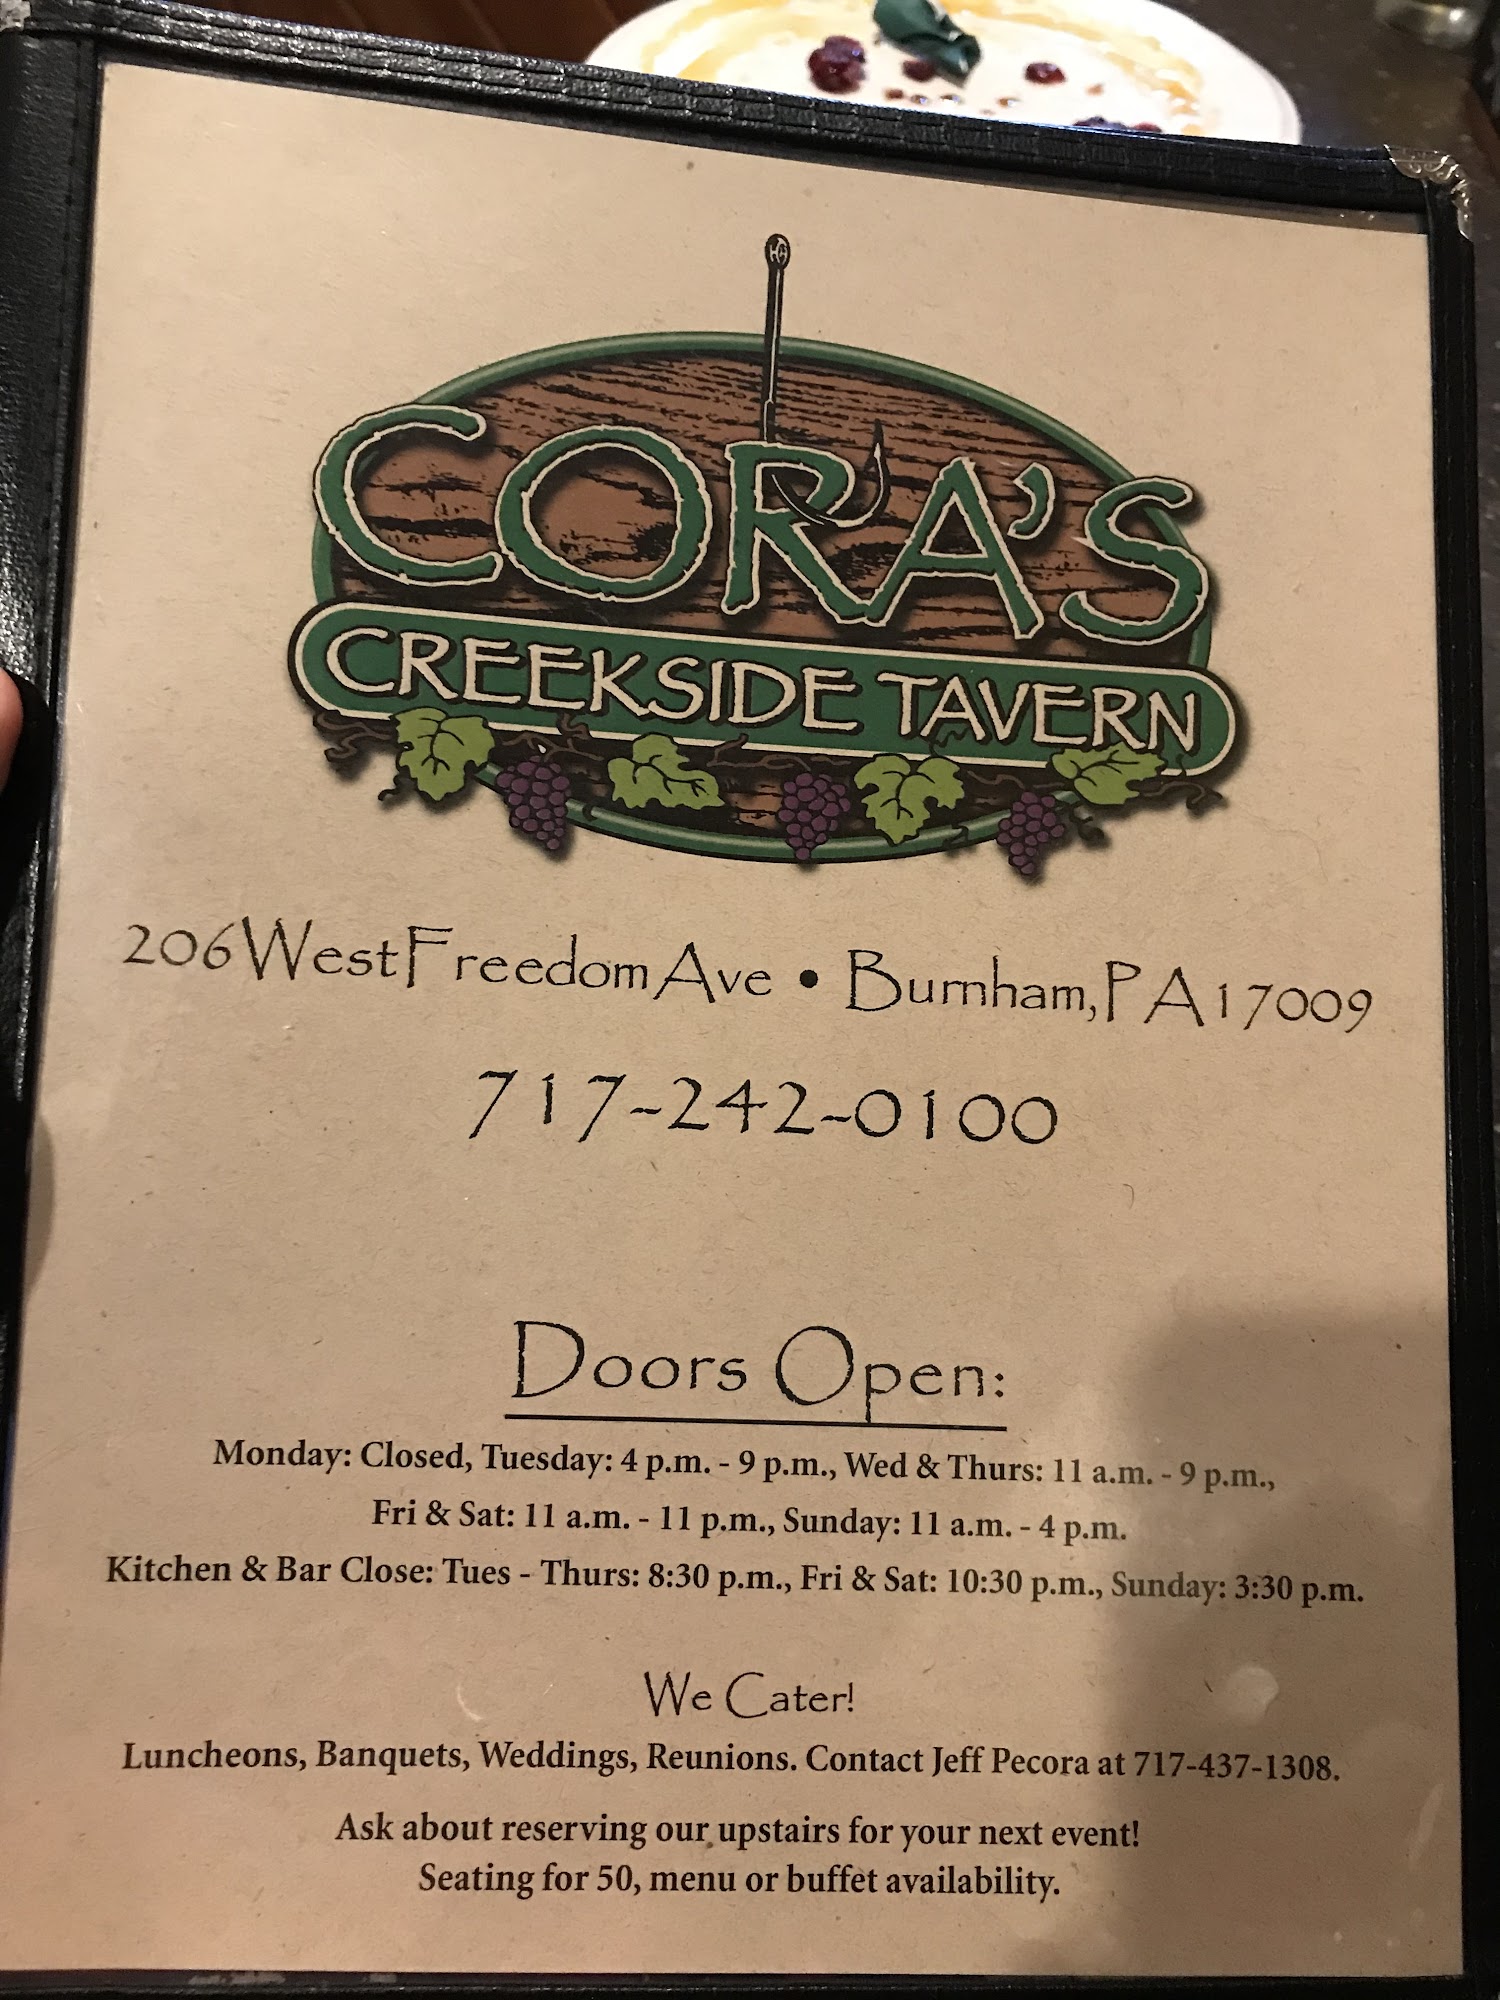 CORA'S
CREEKSIDE TAVERN
206 West Freedom Ave • Burnham, PA 17009
717-242-0100
Doors Open:
Monday: Closed, Tuesday: 4 p.m. - 9 p.m., Wed & Thurs: 11 a.m. - 9 p.m.,
Fri & Sat: 11 a.m. - 11 p.m., Sunday: 11 a.m. - 4 p.m.
Kitchen & Bar Close: Tues - Thurs: 8:30 p.m., Fri & Sat: 10:30 p.m., Sunday: 3:30 p.m.
We Cater!
Luncheons, Banquets, Weddings, Reunions. Contact Jeff Pecora at 717-437-1308.
Ask about reserving our upstairs for your next event!
Seating for 50, menu or buffet availability.